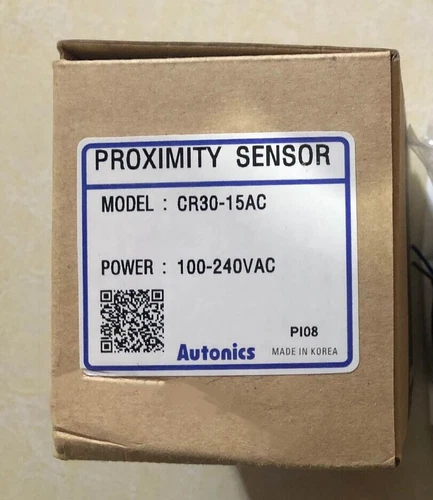 PROXIMITY SENSOR
MODEL : CR30-15AC
POWER : 100-240VAC
PI08
Autonics MADE IN KOREA